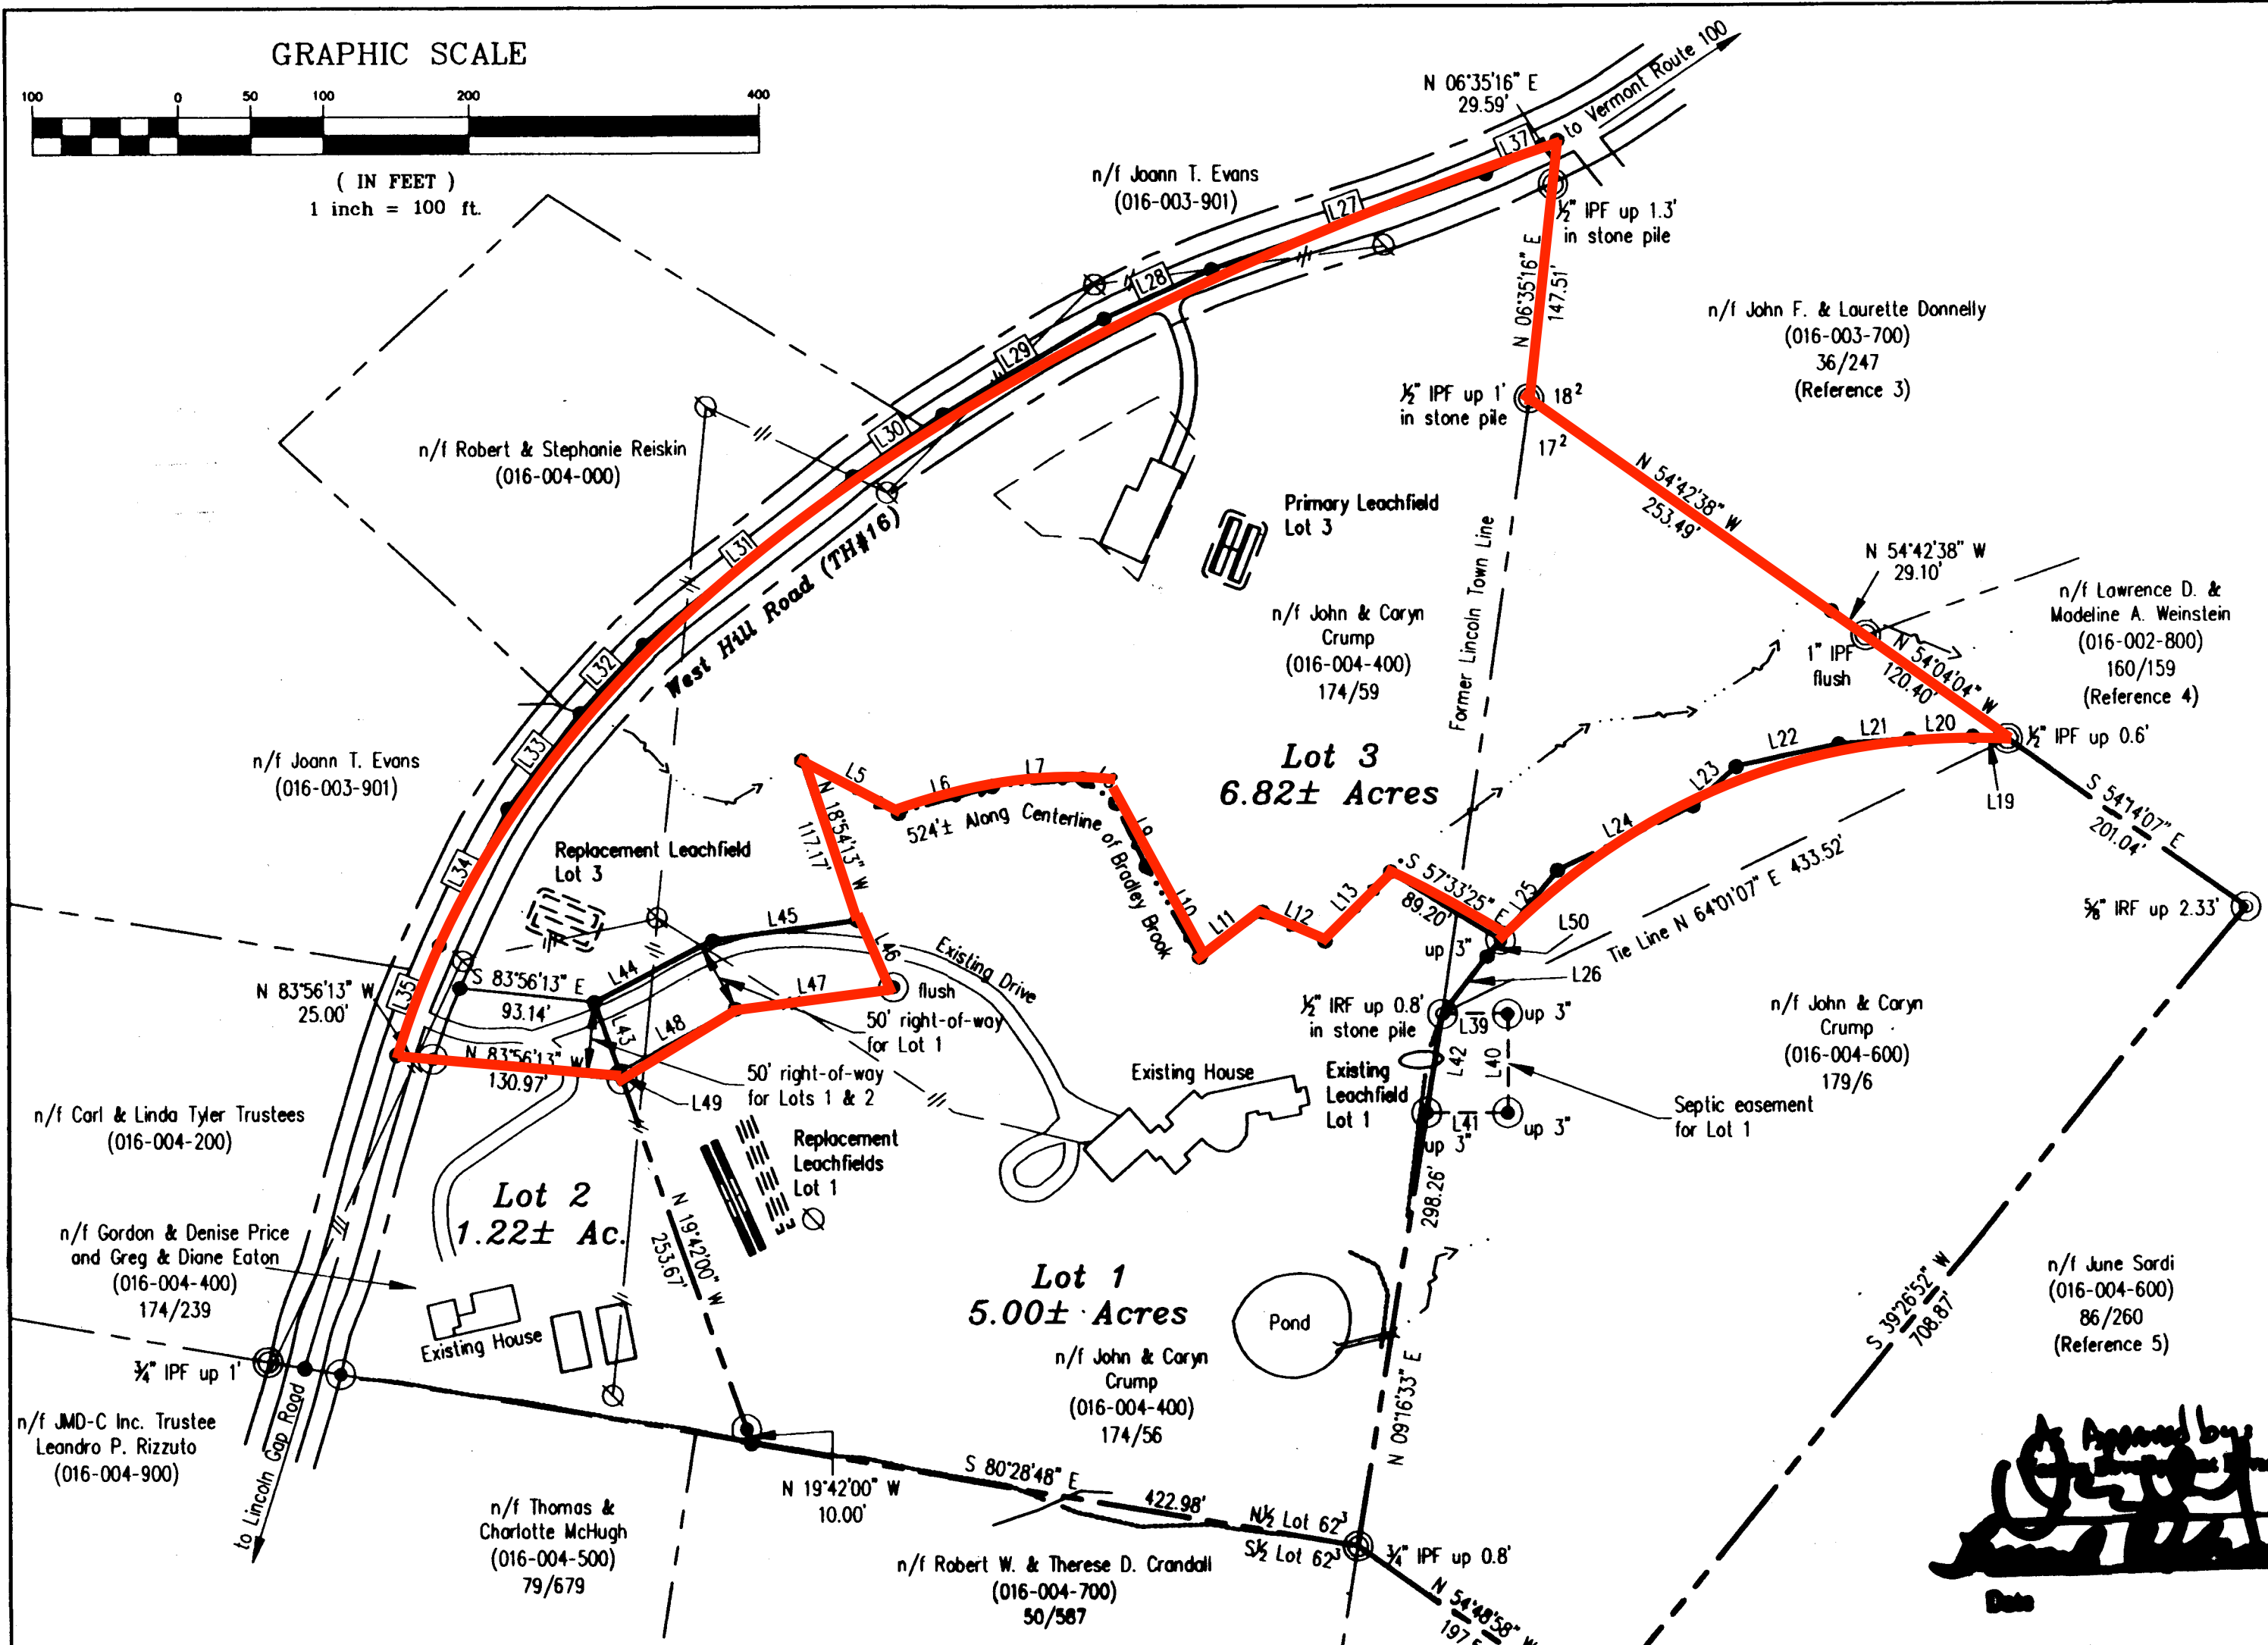 GRAPHIC SCALE
100 0 50 100 200 400
( IN FEET )
1 inch = 100 ft.
N 06°35'16" E
29.59'
to Vermont Route 100
L37
n/f Joann T. Evans
(016-003-901)
L27
½" IPF up 1.3'
in stone pile
L28
N 06°35'16" E
147.51'
n/f John F. & Laurette Donnelly
(016-003-700)
36/247
(Reference 3)
L29
½" IPF up 1'
in stone pile
18²
17²
L30
n/f Robert & Stephanie Reiskin
(016-004-000)
N 54°42'38" W
253.49'
Primary Leachfield
Lot 3
L31
West Hill Road (TH#16)
Former Lincoln Town Line
N 54°42'38" W
29.10'
n/f Lawrence D. &
Madeline A. Weinstein
(016-002-800)
160/159
(Reference 4)
n/f John & Caryn
Crump
(016-004-400)
174/59
1" IPF
flush
N 54°04'04" W
120.40'
L32
L33
n/f Joann T. Evans
(016-003-901)
Lot 3
6.82± Acres
L22
L21
L20
½" IPF up 0.6'
L19
L5
L6
L7
L23
S 54°14'07" E
201.04'
N 18°54'13" W
117.17'
524'± Along Centerline of Bradley Brook
L9
L24
L34
Replacement Leachfield
Lot 3
S 57°33'25" E
89.20'
L25
Tie Line N 64°01'07" E 433.52'
L10
L11
L12
L13
L45
L46
Existing Drive
up 3"
L50
L26
⅝" IRF up 2.33'
N 83°56'13" W
25.00'
L35
S 83°56'13" E
93.14'
L44
L47
flush
50' right-of-way
for Lot 1
½" IRF up 0.8'
in stone pile
L39
up 3"
n/f John & Caryn
Crump
(016-004-600)
179/6
L43
L48
N 83°56'13" W
130.97'
50' right-of-way
for Lots 1 & 2
L49
Existing House
Existing
Leachfield
Lot 1
L42
L40
L41
up 3"
up 3"
Septic easement
for Lot 1
n/f Carl & Linda Tyler Trustees
(016-004-200)
Replacement
Leachfields
Lot 1
298.26'
Lot 2
1.22± Ac.
N 19°42'00" W
253.67'
n/f Gordon & Denise Price
and Greg & Diane Eaton
(016-004-400)
174/239
Existing House
Lot 1
5.00± Acres
n/f John & Caryn
Crump
(016-004-400)
174/56
Pond
N 09°16'33" E
S 39°26'52" W
708.87'
n/f June Sardi
(016-004-600)
86/260
(Reference 5)
¾" IPF up 1'
n/f JMD-C Inc. Trustee
Leandro P. Rizzuto
(016-004-900)
to Lincoln Gap Road
N 19°42'00" W
10.00'
S 80°28'48" E
422.98'
N½ Lot 62³
S½ Lot 62³
¾" IPF up 0.8'
n/f Thomas &
Charlotte McHugh
(016-004-500)
79/679
n/f Robert W. & Therese D. Crandall
(016-004-700)
50/587
N 54°48'58" W
As Approved by:
Date